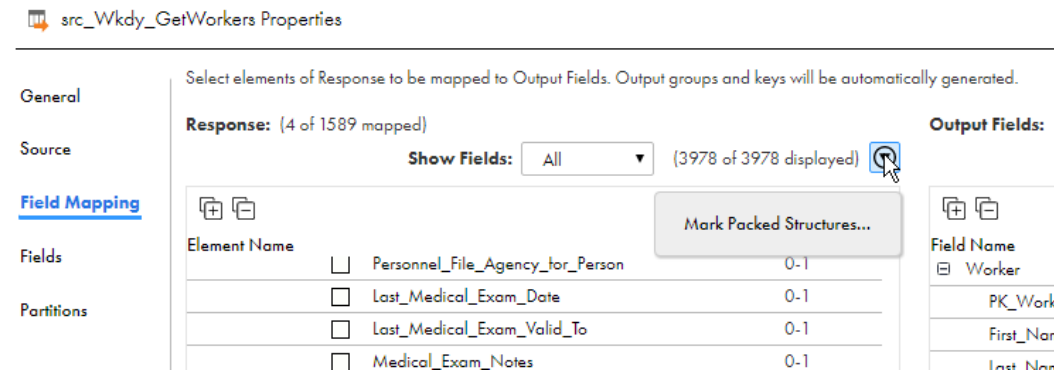 src_Wkdy_GetWorkers Properties
Select elements of Response to be mapped to Output Fields. Output groups and keys will be automatically generated.
General
Response: (4 of 1589 mapped)
Output Fields:
Source
Show Fields: All (3978 of 3978 displayed)
Field Mapping
Mark Packed Structures...
Element Name
Field Name
Fields
Personnel_File_Agency_for_Person 0-1
Worker
Last_Medical_Exam_Date 0-1
PK_Work
Partitions
Last_Medical_Exam_Valid_To 0-1
First_Nar
Medical_Exam_Notes 0-1
Last_Nar